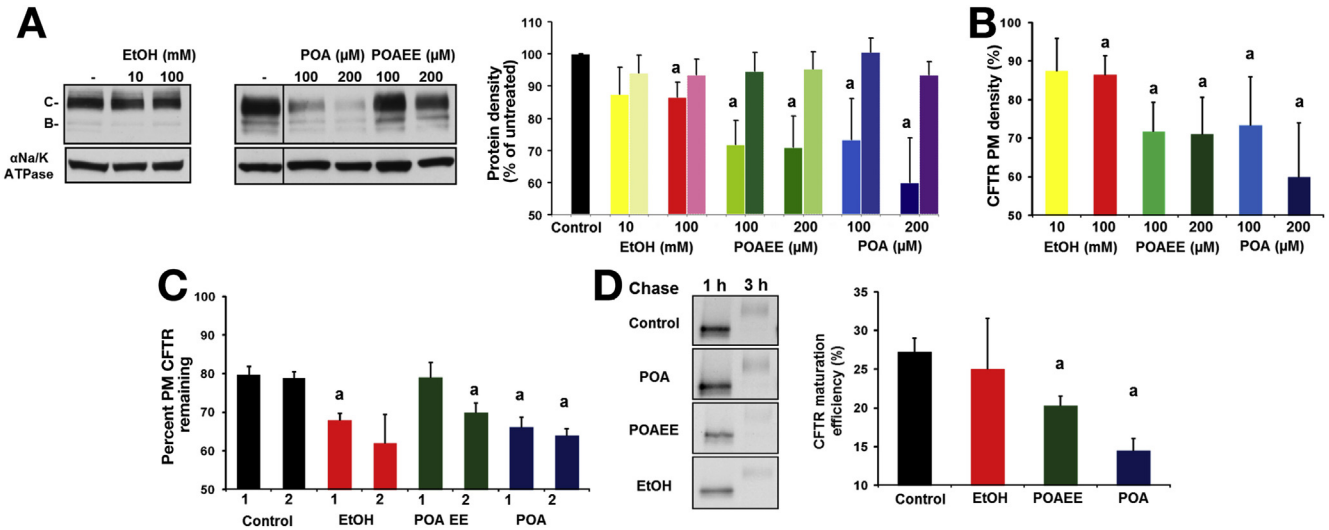 A
EtOH (mM)
- 10 100
C-
B-
αNa/K
ATPase
POA (µM) POAEE (µM)
- 100 200 100 200
Protein density
(% of untreated)
110
100
90
80
70
60
50
a
a
a
a
a
Control 10 100 100 200 100 200
EtOH (mM) POAEE (µM) POA (µM)
B
CFTR PM density (%)
100
90
80
70
60
50
a
a
a
a
a
10 100 100 200 100 200
EtOH (mM) POAEE (µM) POA (µM)
C
Percent PM CFTR
remaining
100
90
80
70
60
50
a
a
a
a
1 2 1 2 1 2 1 2
Control EtOH POA EE POA
D
Chase 1 h 3 h
Control
POA
POAEE
EtOH
CFTR maturation
efficiency (%)
35
30
25
20
15
10
a
a
Control EtOH POAEE POA